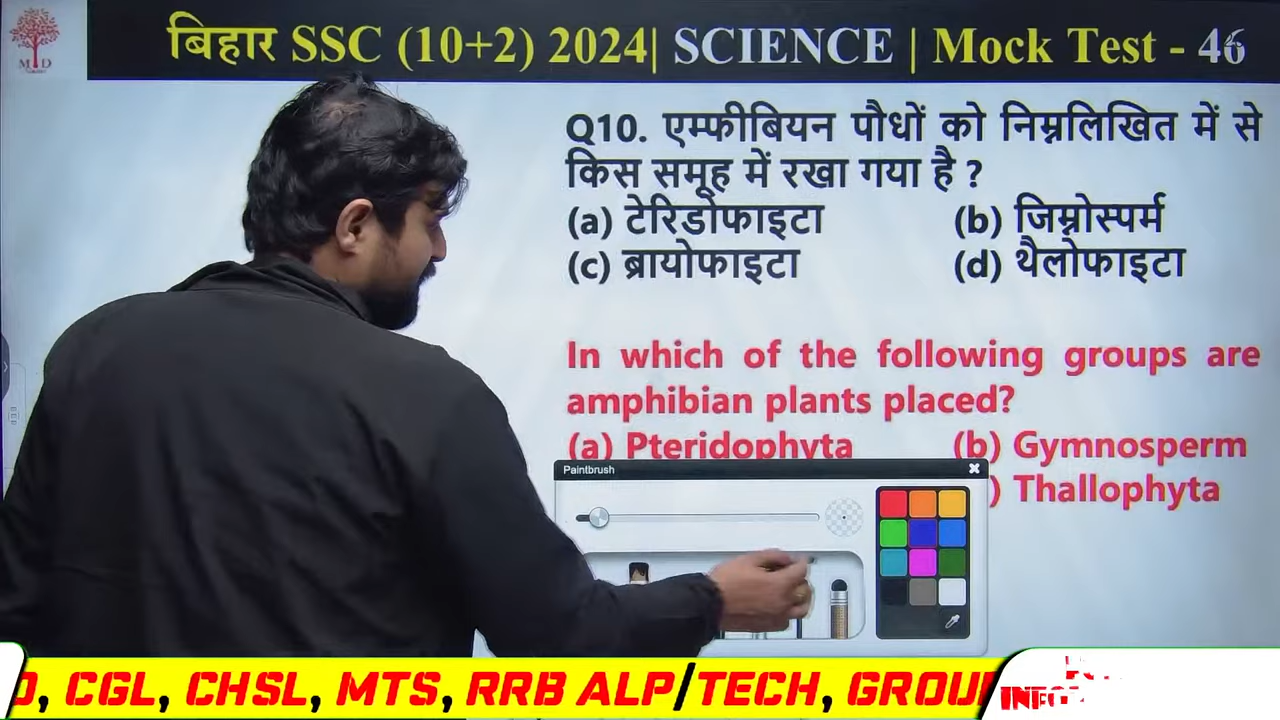 बिहार SSC (10+2) 2024| SCIENCE | Mock Test - 46
Q10. एम्फीबियन पौधों को निम्नलिखित में से
किस समूह में रखा गया है ?
(a) टेरिडोफाइटा (b) जिम्नोस्पर्म
(c) ब्रायोफाइटा (d) थैलोफाइटा
In which of the following groups are
amphibian plants placed?
(a) Pteridophyta (b) Gymnosperm
) Thallophyta
Paintbrush
, CGL, CHSL, MTS, RRB ALP/TECH,